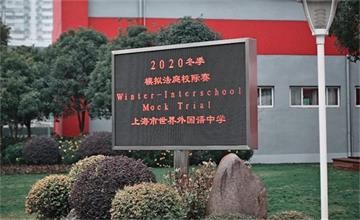 2020冬季
模拟法庭校际赛
Winter-Interschool
Mock Trial
上海市世界外国语中学